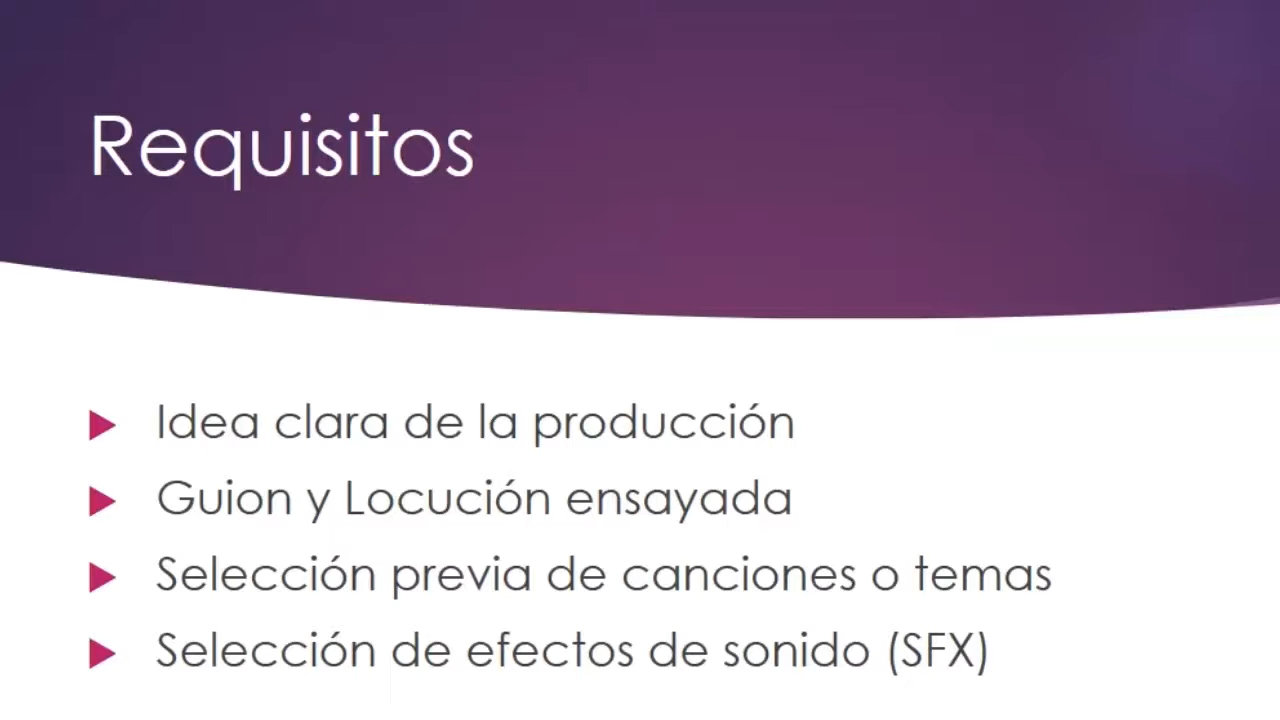 Requisitos
Idea clara de la producción
Guion y Locución ensayada
Selección previa de canciones o temas
Selección de efectos de sonido (SFX)